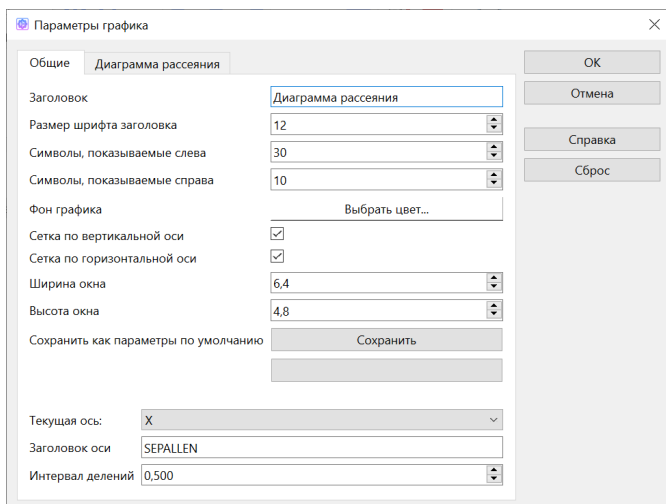 Параметры графика
Общие
Диаграмма рассеяния
Заголовок
Диаграмма рассеяния
Размер шрифта заголовка
12
Символы, показываемые слева
30
Символы, показываемые справа
10
Фон графика
Выбрать цвет...
Сетка по вертикальной оси
Сетка по горизонтальной оси
Ширина окна
6,4
Высота окна
4,8
Сохранить как параметры по умолчанию
Сохранить
Текущая ось:
X
Заголовок оси
SEPALLEN
Интервал делений
0,500
ОК
Отмена
Справка
Сброс